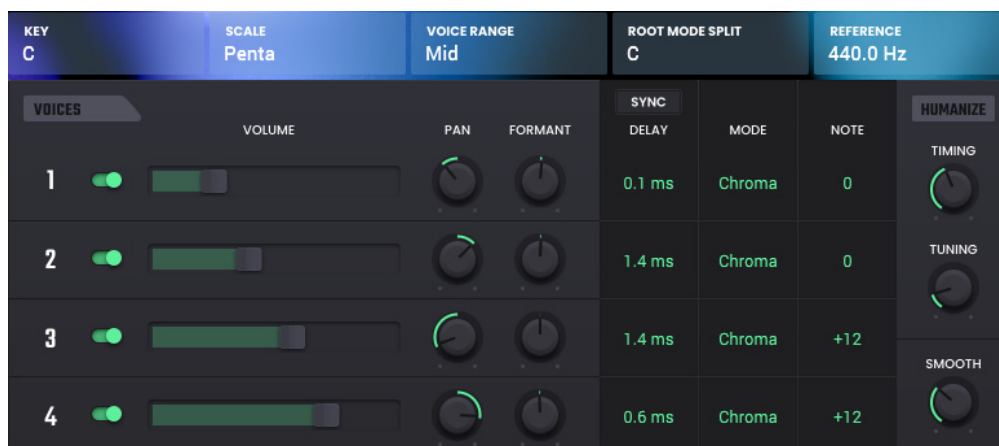 KEY SCALE VOICE RANGE ROOT MODE SPLIT REFERENCE
C Penta Mid C 440.0 Hz
VOICES SYNC HUMANIZE
VOLUME PAN FORMANT DELAY MODE NOTE
TIMING
1 0.1 ms Chroma 0
2 1.4 ms Chroma 0
TUNING
3 1.4 ms Chroma +12
SMOOTH
4 0.6 ms Chroma +12